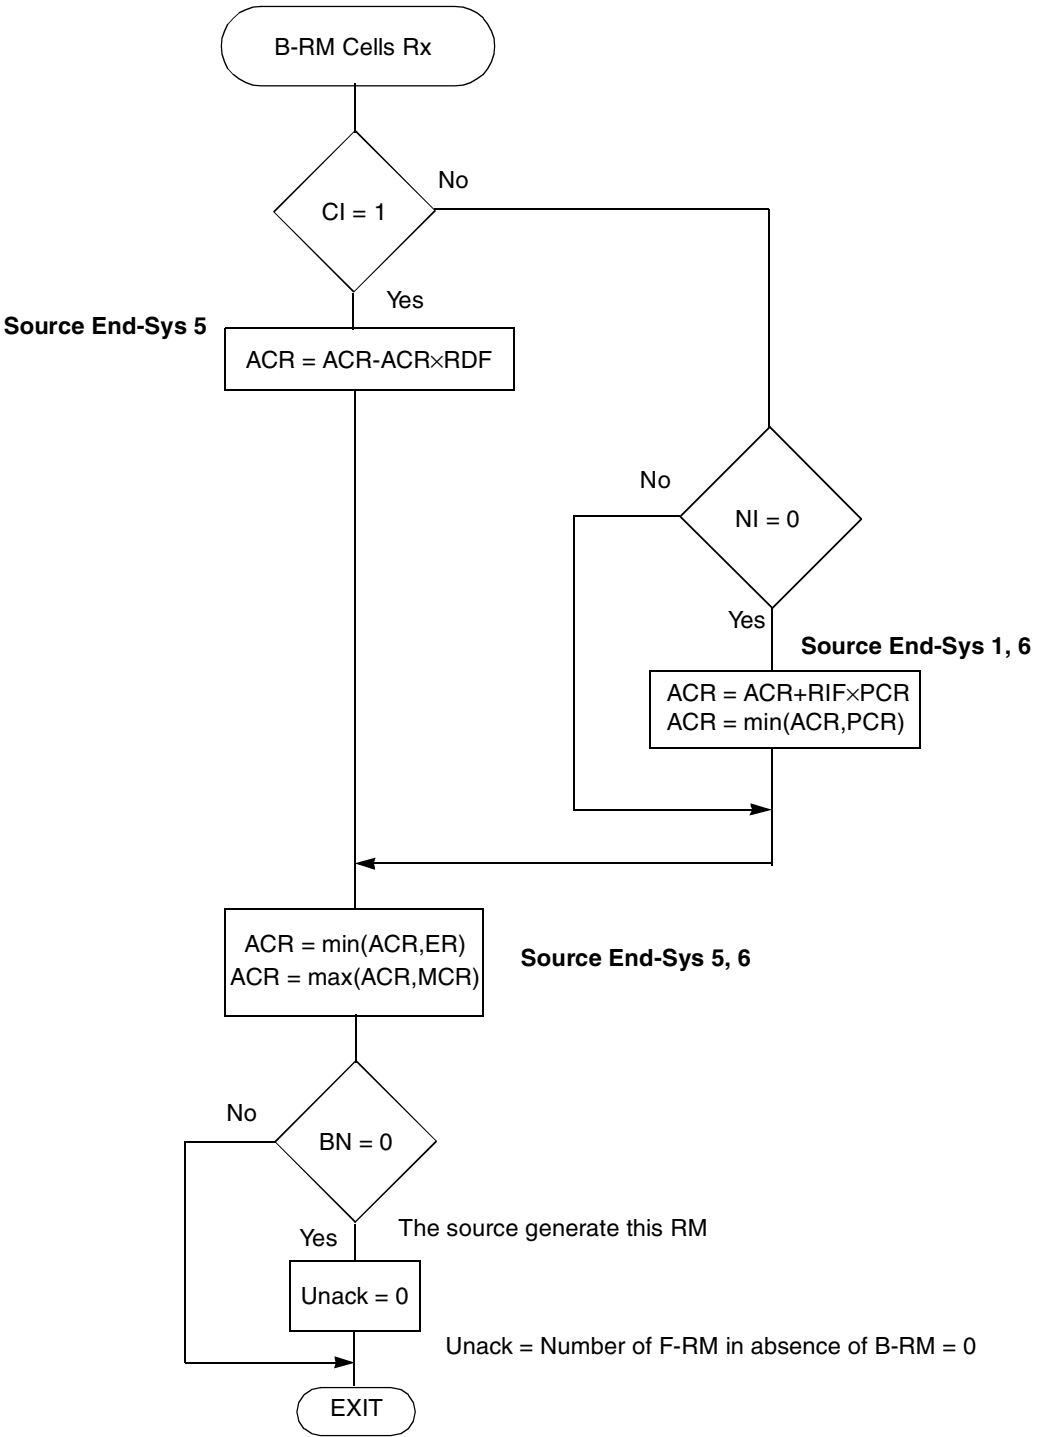 B-RM Cells Rx
No
CI = 1
Yes
Source End-Sys 5
ACR = ACR-ACR×RDF
No
NI = 0
Yes
Source End-Sys 1, 6
ACR = ACR+RIF×PCR
ACR = min(ACR,PCR)
ACR = min(ACR,ER)
ACR = max(ACR,MCR)
Source End-Sys 5, 6
No
BN = 0
The source generate this RM
Yes
Unack = 0
Unack = Number of F-RM in absence of B-RM = 0
EXIT